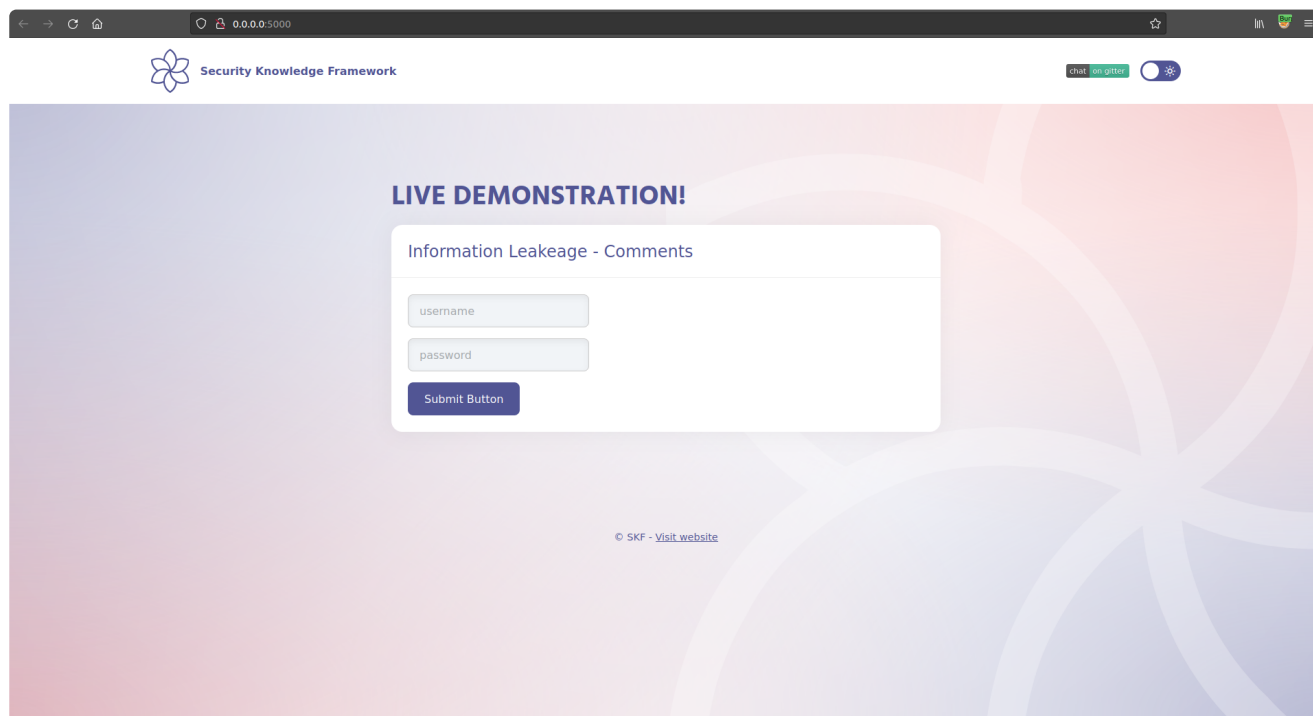 0.0.0.0:5000
Security Knowledge Framework
chat on gitter
LIVE DEMONSTRATION!
Information Leakeage - Comments
username
password
Submit Button
© SKF - Visit website